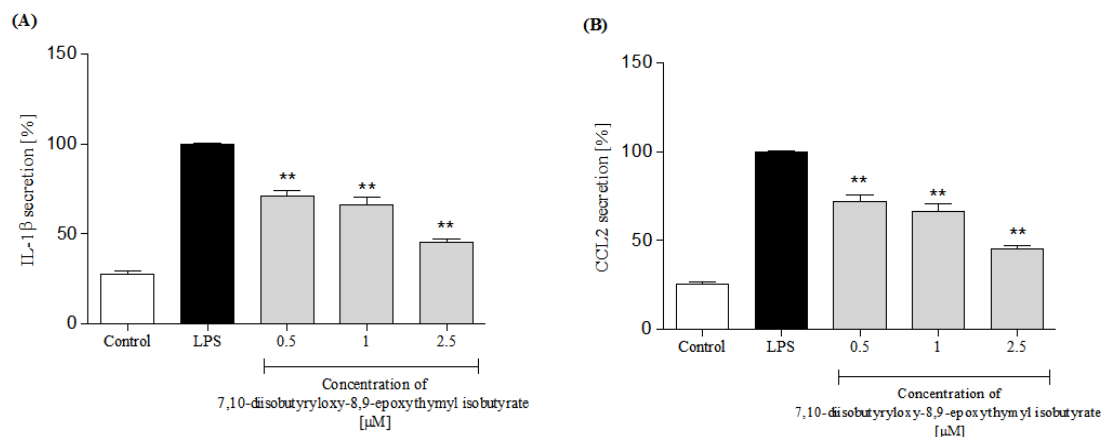 (A)
150
100
50
0
IL-1β secretion [%]
**
**
**
Control
LPS
0.5
1
2.5
Concentration of
7,10-diisobutyryloxy-8,9-epoxythymyl isobutyrate
[μM]
(B)
150
100
50
0
CCL2 secretion [%]
**
**
**
Control
LPS
0.5
1
2.5
Concentration of
7,10-diisobutyryloxy-8,9-epoxythymyl isobutyrate
[μM]